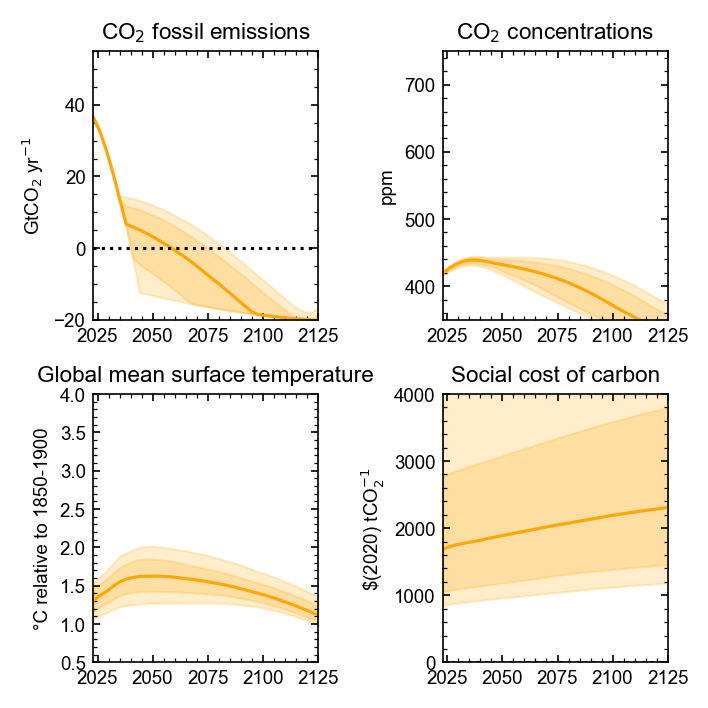 CO₂ fossil emissions
GtCO₂ yr⁻¹
40
20
0
−20
2025 2050 2075 2100 2125
CO₂ concentrations
ppm
700
600
500
400
2025 2050 2075 2100 2125
Global mean surface temperature
°C relative to 1850-1900
4.0
3.5
3.0
2.5
2.0
1.5
1.0
0.5
2025 2050 2075 2100 2125
Social cost of carbon
$(2020) tCO₂⁻¹
4000
3000
2000
1000
0
2025 2050 2075 2100 2125